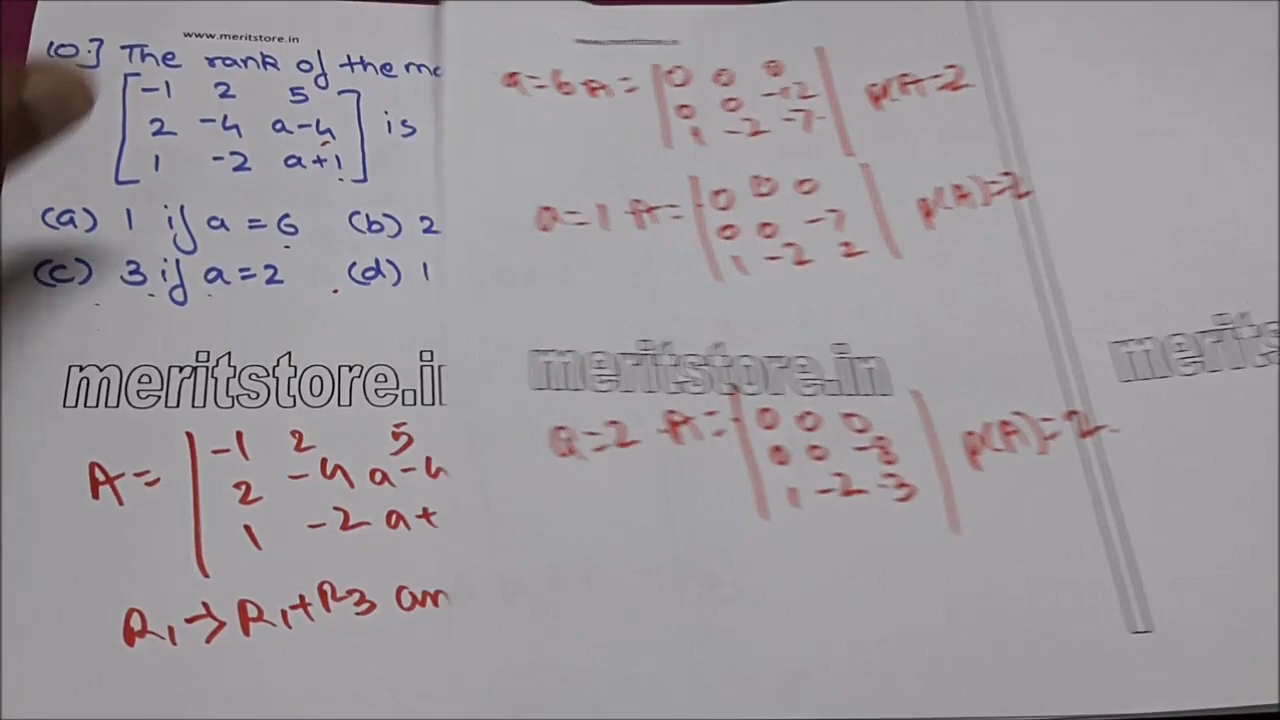 www.meritstore.in
10.] The rank of the ma
-1 2 5
2 -4 a-4 is
1 -2 a+1
(a) 1 if a = 6 (b) 2
(c) 3 if a = 2 (d) 1
meritstore.in
A = -1 2 5
2 -4 a-4
1 -2 a+
R1 → R1+R3 an
a=6 A = 0 0 0
0 0 -12 ρ(A=2
1 -2 -7
a=1 A = 0 0 0
0 0 -7 ρ(A)=2
1 -2 2
meritstore.in
merits
a=2 A = 0 0 0
0 0 -8 ρ(A)=2
1 -2 -3